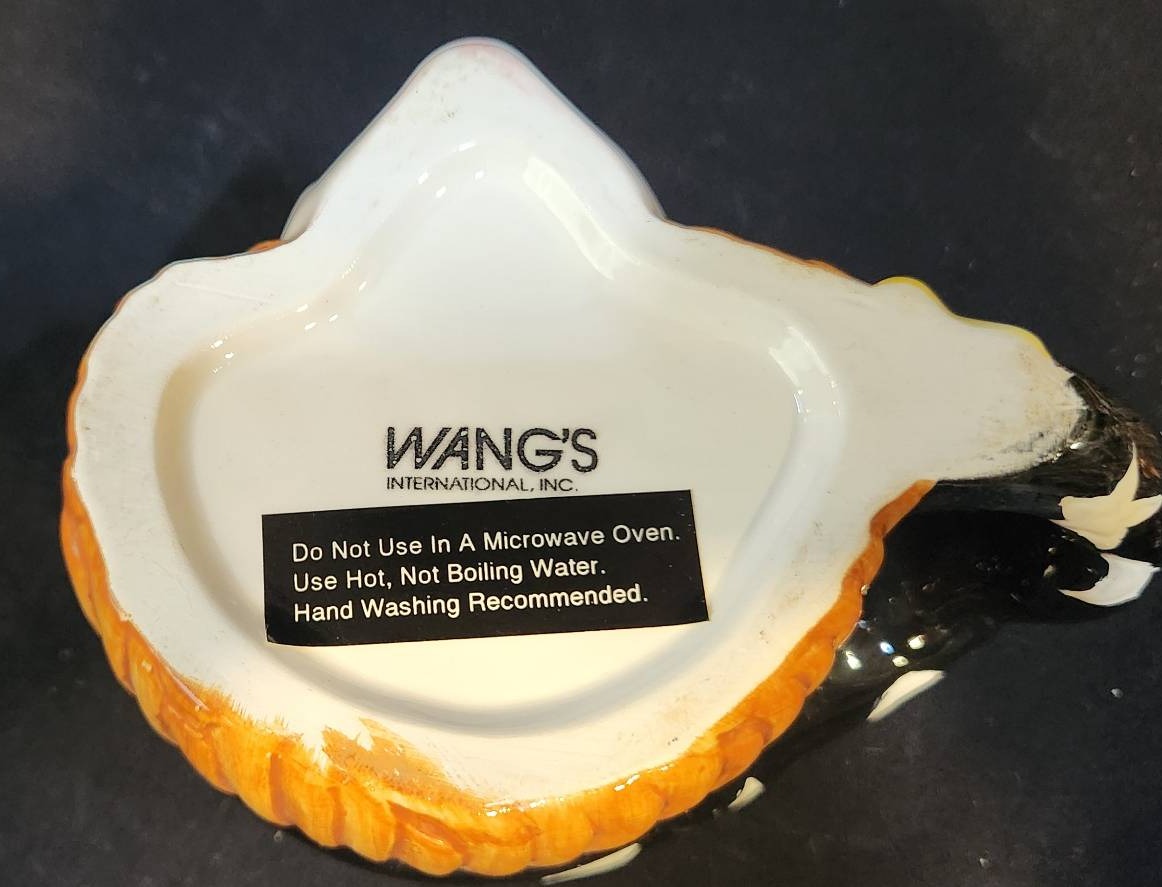 WANG'S
INTERNATIONAL, INC.
Do Not Use In A Microwave Oven.
Use Hot, Not Boiling Water.
Hand Washing Recommended.